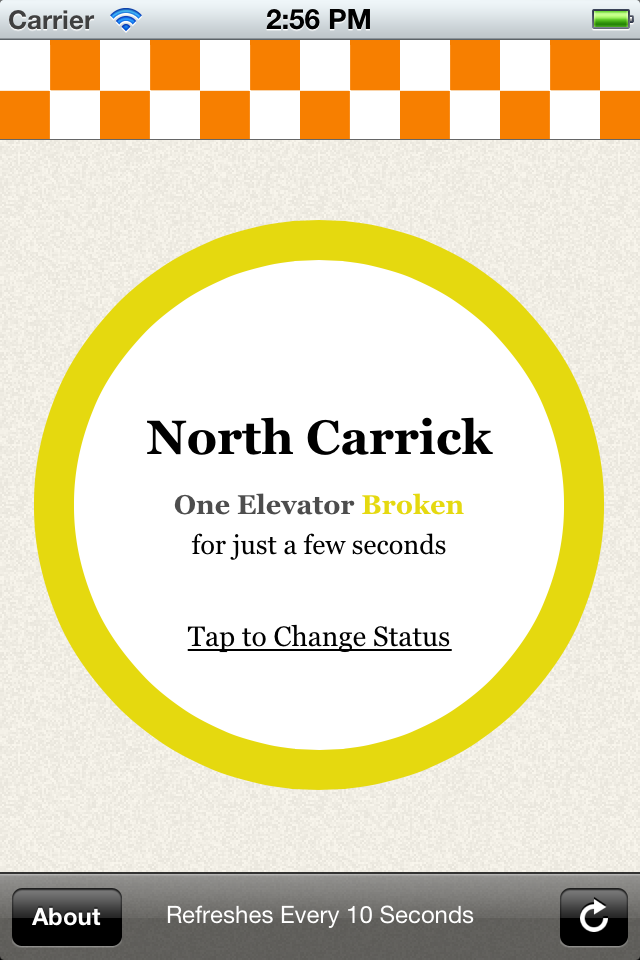 Carrier 2:56 PM
North Carrick
One Elevator Broken
for just a few seconds
Tap to Change Status
About Refreshes Every 10 Seconds